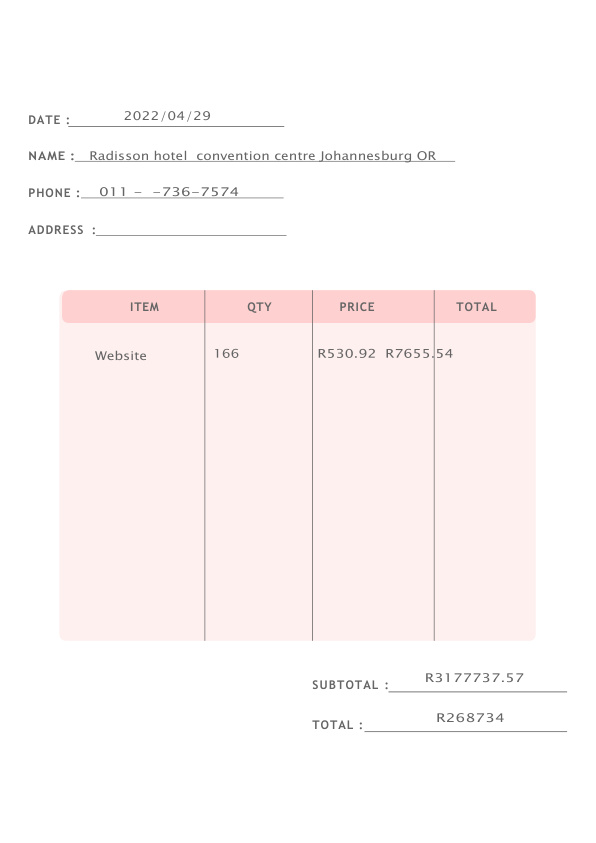 DATE : 2022/04/29
NAME : Radisson hotel convention centre Johannesburg OR
PHONE : 011 – –736–7574
ADDRESS :
ITEM QTY PRICE TOTAL
Website 166 R530.92 R7655.54
SUBTOTAL : R3177737.57
TOTAL : R268734